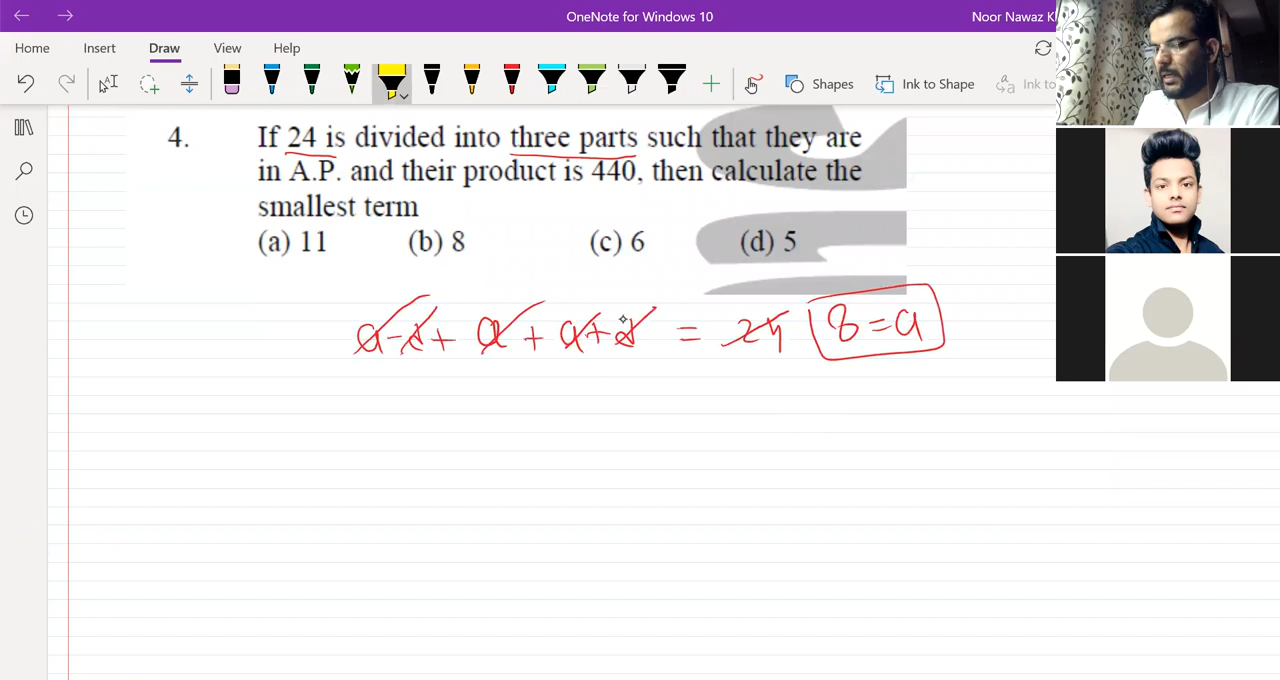 OneNote for Windows 10
Noor Nawaz K
Home Insert Draw View Help
Shapes Ink to Shape Ink to
4. If 24 is divided into three parts such that they are
in A.P. and their product is 440, then calculate the
smallest term
(a) 11 (b) 8 (c) 6 (d) 5
a-d + a + a+d = 24 8=a